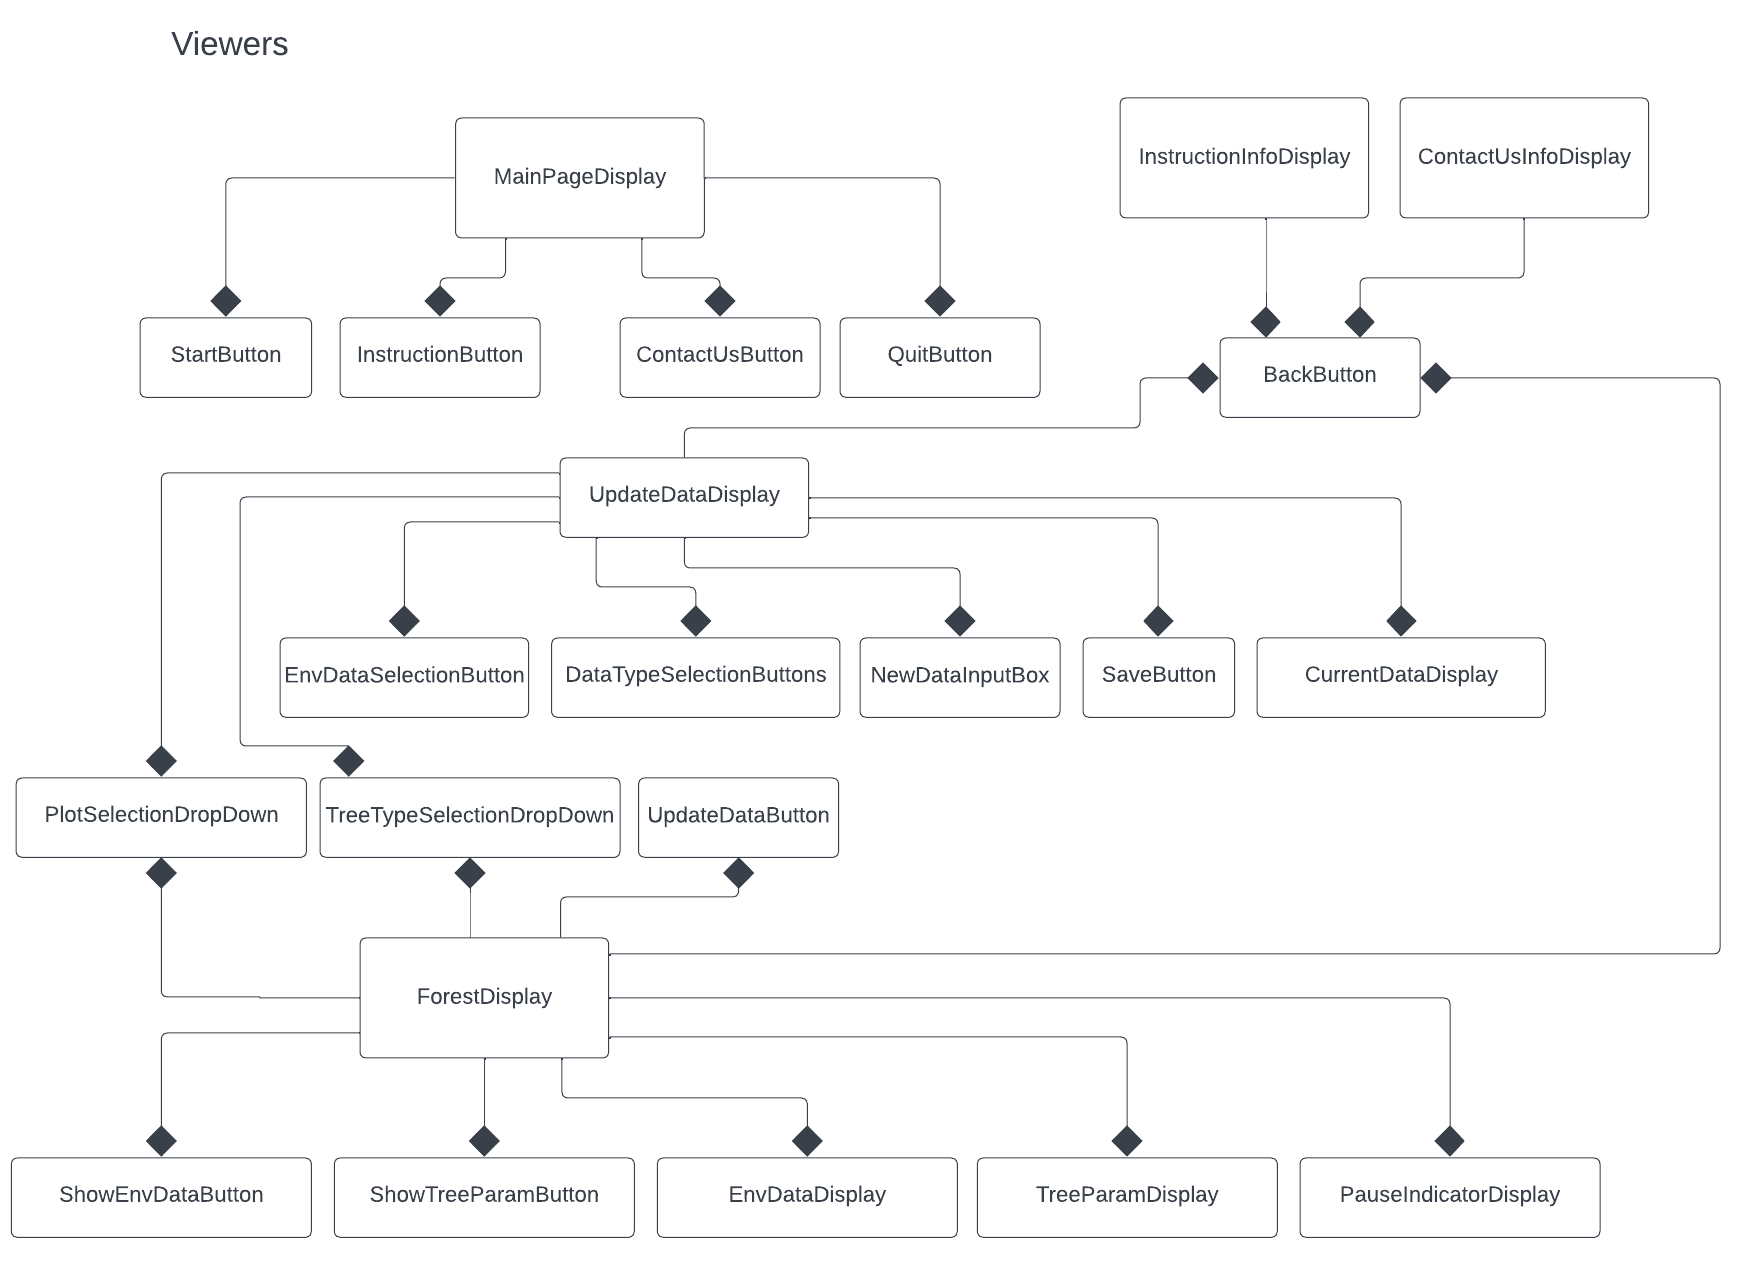 Viewers
InstructionInfoDisplay
ContactUsInfoDisplay
MainPageDisplay
StartButton
InstructionButton
ContactUsButton
QuitButton
BackButton
UpdateDataDisplay
EnvDataSelectionButton
DataTypeSelectionButtons
NewDataInputBox
SaveButton
CurrentDataDisplay
PlotSelectionDropDown
TreeTypeSelectionDropDown
UpdateDataButton
ForestDisplay
ShowEnvDataButton
ShowTreeParamButton
EnvDataDisplay
TreeParamDisplay
PauseIndicatorDisplay